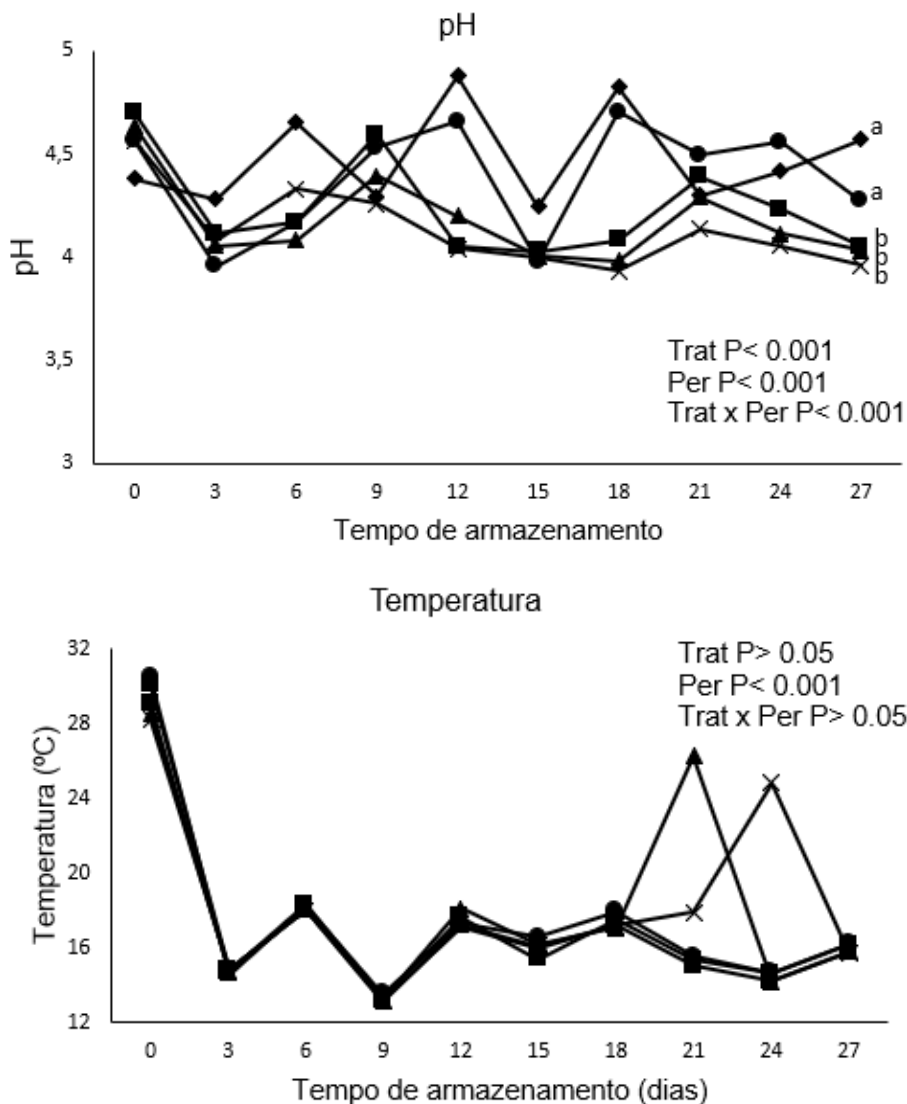 pH
5
4,5
4
3,5
3
pH
a
a
b
b
b
Trat P< 0.001
Per P< 0.001
Trat x Per P< 0.001
0 3 6 9 12 15 18 21 24 27
Tempo de armazenamento
Temperatura
32
28
24
20
16
12
Temperatura (ºC)
Trat P> 0.05
Per P< 0.001
Trat x Per P> 0.05
0 3 6 9 12 15 18 21 24 27
Tempo de armazenamento (dias)